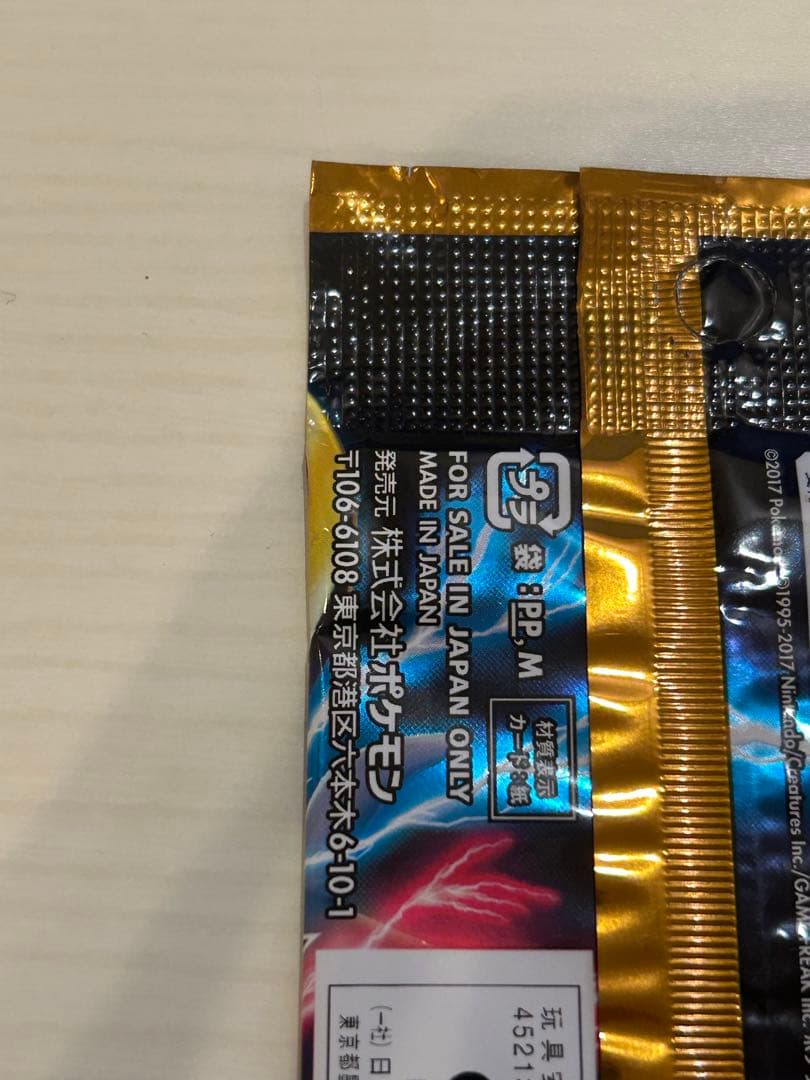 プラ
袋：PP,M
材質表示
カード：紙
FOR SALE IN JAPAN ONLY
MADE IN JAPAN
発売元 株式会社ポケモン
〒106-6108 東京都港区六本木6-10-1
©2017 Pokémon. ©1995-2017 Nintendo/Creatures Inc./GAME FREAK inc.
玩具
4521
(一社) 日
東京都